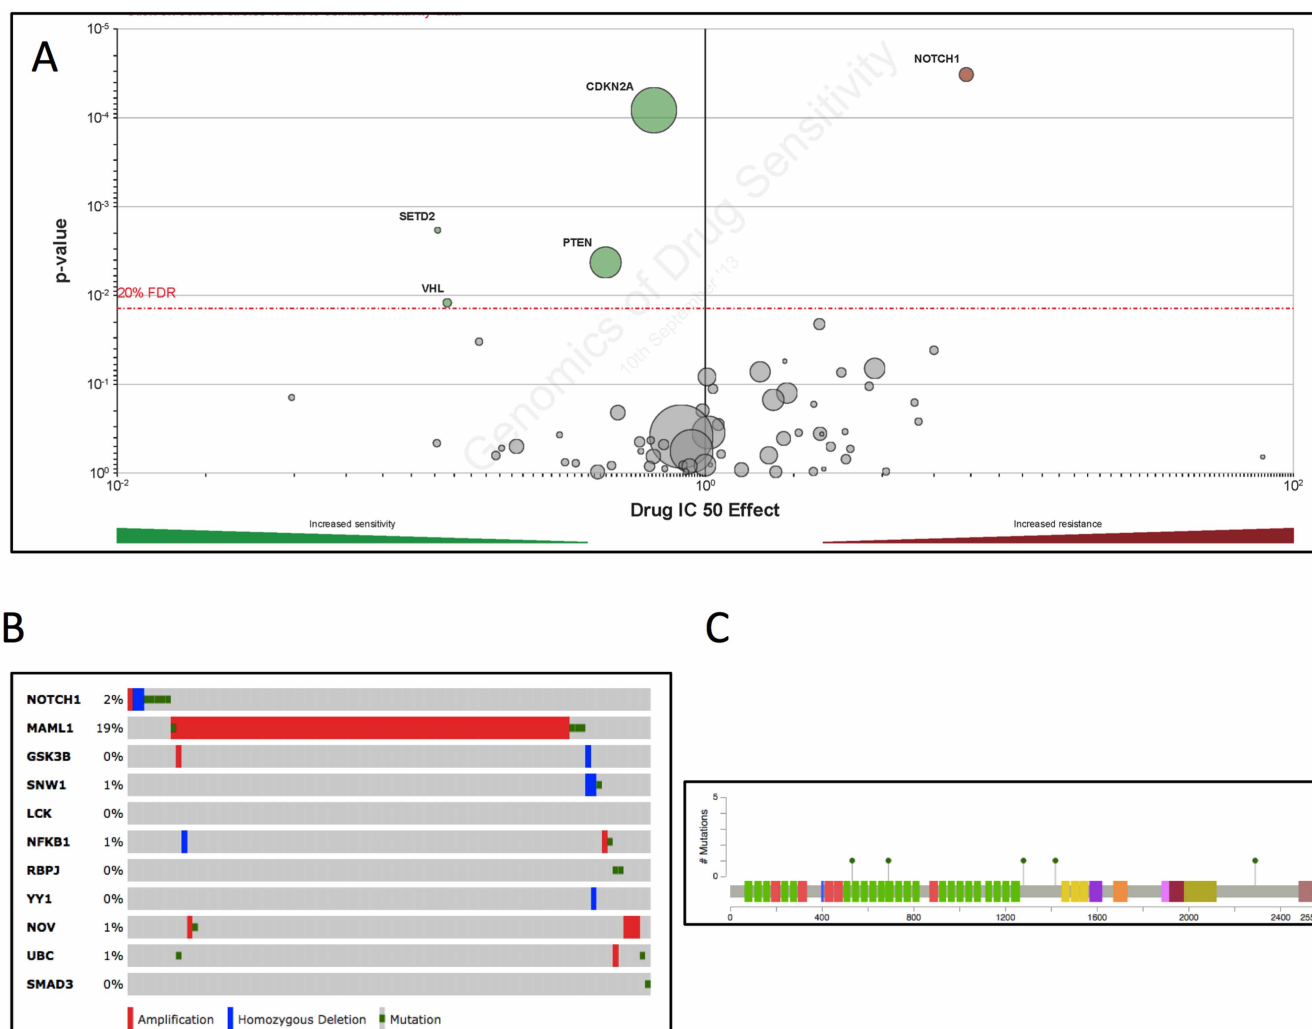 A
10-5
10-4
10-3
10-2
10-1
100
p-value
NOTCH1
CDKN2A
SETD2
PTEN
VHL
20% FDR
Genomics of Drug Sensitivity
10th September '13
10-2
100
102
Drug IC 50 Effect
Increased sensitivity
Increased resistance
B
NOTCH1 2%
MAML1 19%
GSK3B 0%
SNW1 1%
LCK 0%
NFKB1 1%
RBPJ 0%
YY1 0%
NOV 1%
UBC 1%
SMAD3 0%
Amplification Homozygous Deletion Mutation
C
# Mutations
5
0
0 400 800 1200 1600 2000 2400